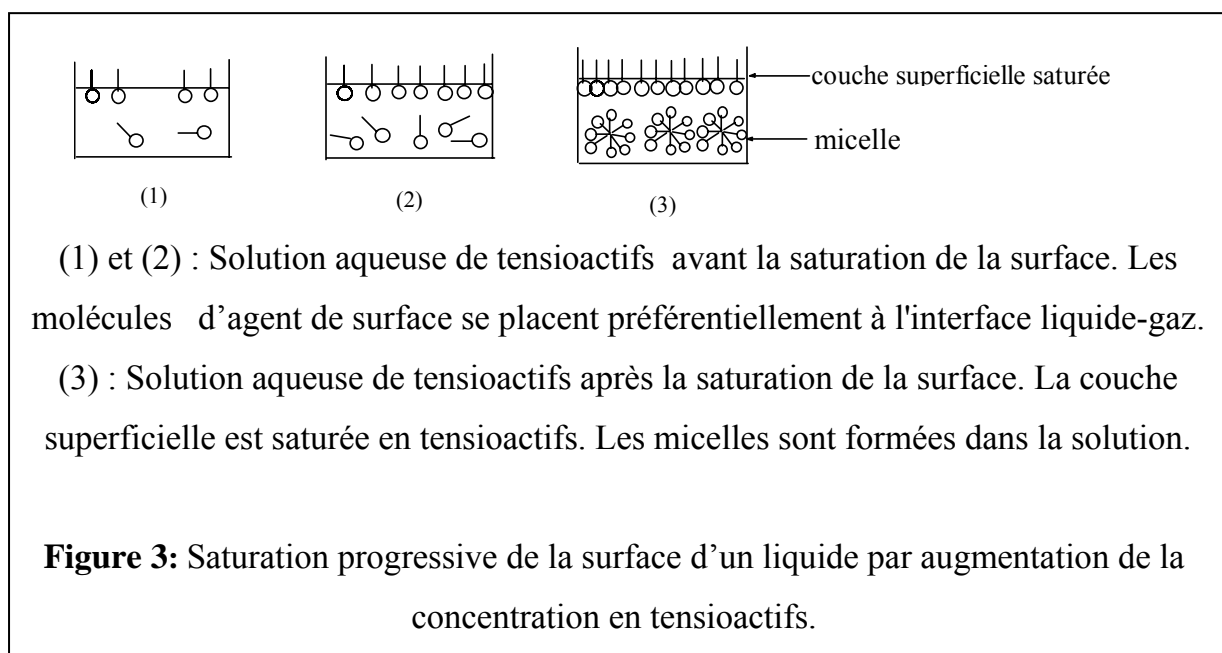 couche superficielle saturée
micelle
(1)
(2)
(3)
(1) et (2) : Solution aqueuse de tensioactifs avant la saturation de la surface. Les
molécules d’agent de surface se placent préférentiellement à l'interface liquide-gaz.
(3) : Solution aqueuse de tensioactifs après la saturation de la surface. La couche
superficielle est saturée en tensioactifs. Les micelles sont formées dans la solution.
Figure 3: Saturation progressive de la surface d’un liquide par augmentation de la
concentration en tensioactifs.